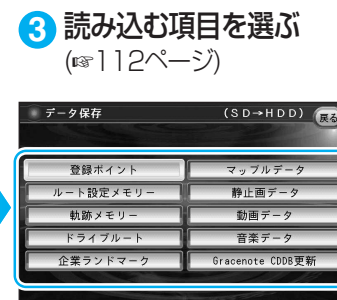 3 読み込む項目を選ぶ
(☞112ページ)
データ保存 (SD→HDD) 戻る
登録ポイント マップルデータ
ルート設定メモリー 静止画データ
軌跡メモリー 動画データ
ドライブルート 音楽データ
企業ランドマーク Gracenote CDDB更新